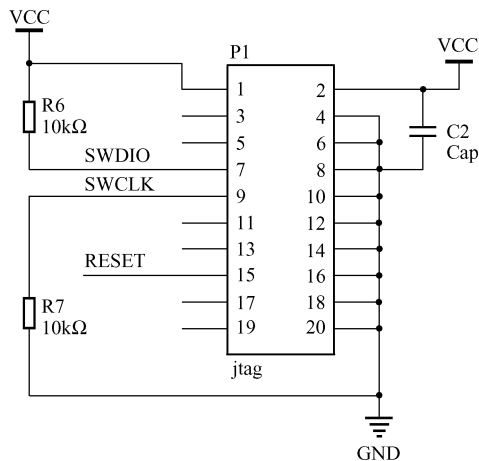 VCC
P1
VCC
1 2
R6
10kΩ
3 4
C2
Cap
5 6
SWDIO
7 8
SWCLK
9 10
11 12
13 14
RESET
15 16
R7
10kΩ
17 18
19 20
jtag
GND